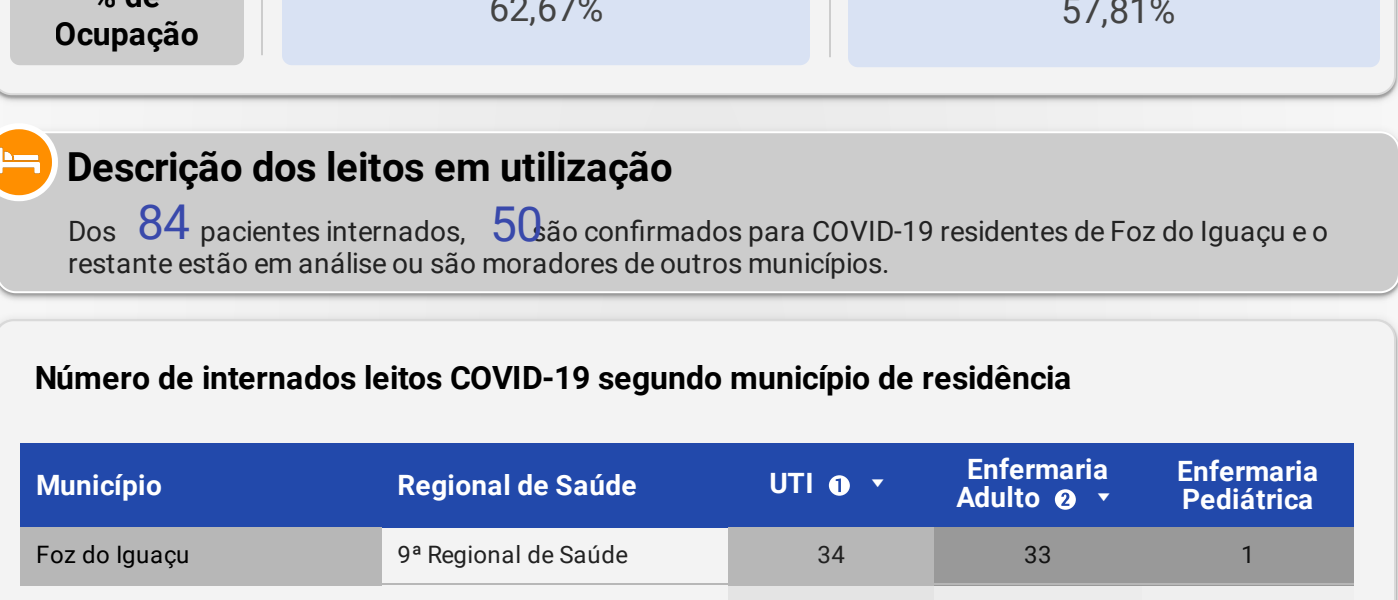 % de
Ocupação
62,67%
57,81%
Descrição dos leitos em utilização
Dos 84 pacientes internados, 50 são confirmados para COVID-19 residentes de Foz do Iguaçu e o
restante estão em análise ou são moradores de outros municípios.
Número de internados leitos COVID-19 segundo município de residência
Município Regional de Saúde UTI ❶ ▼ Enfermaria Adulto ❷ ▼ Enfermaria Pediátrica
Foz do Iguaçu 9ª Regional de Saúde 34 33 1